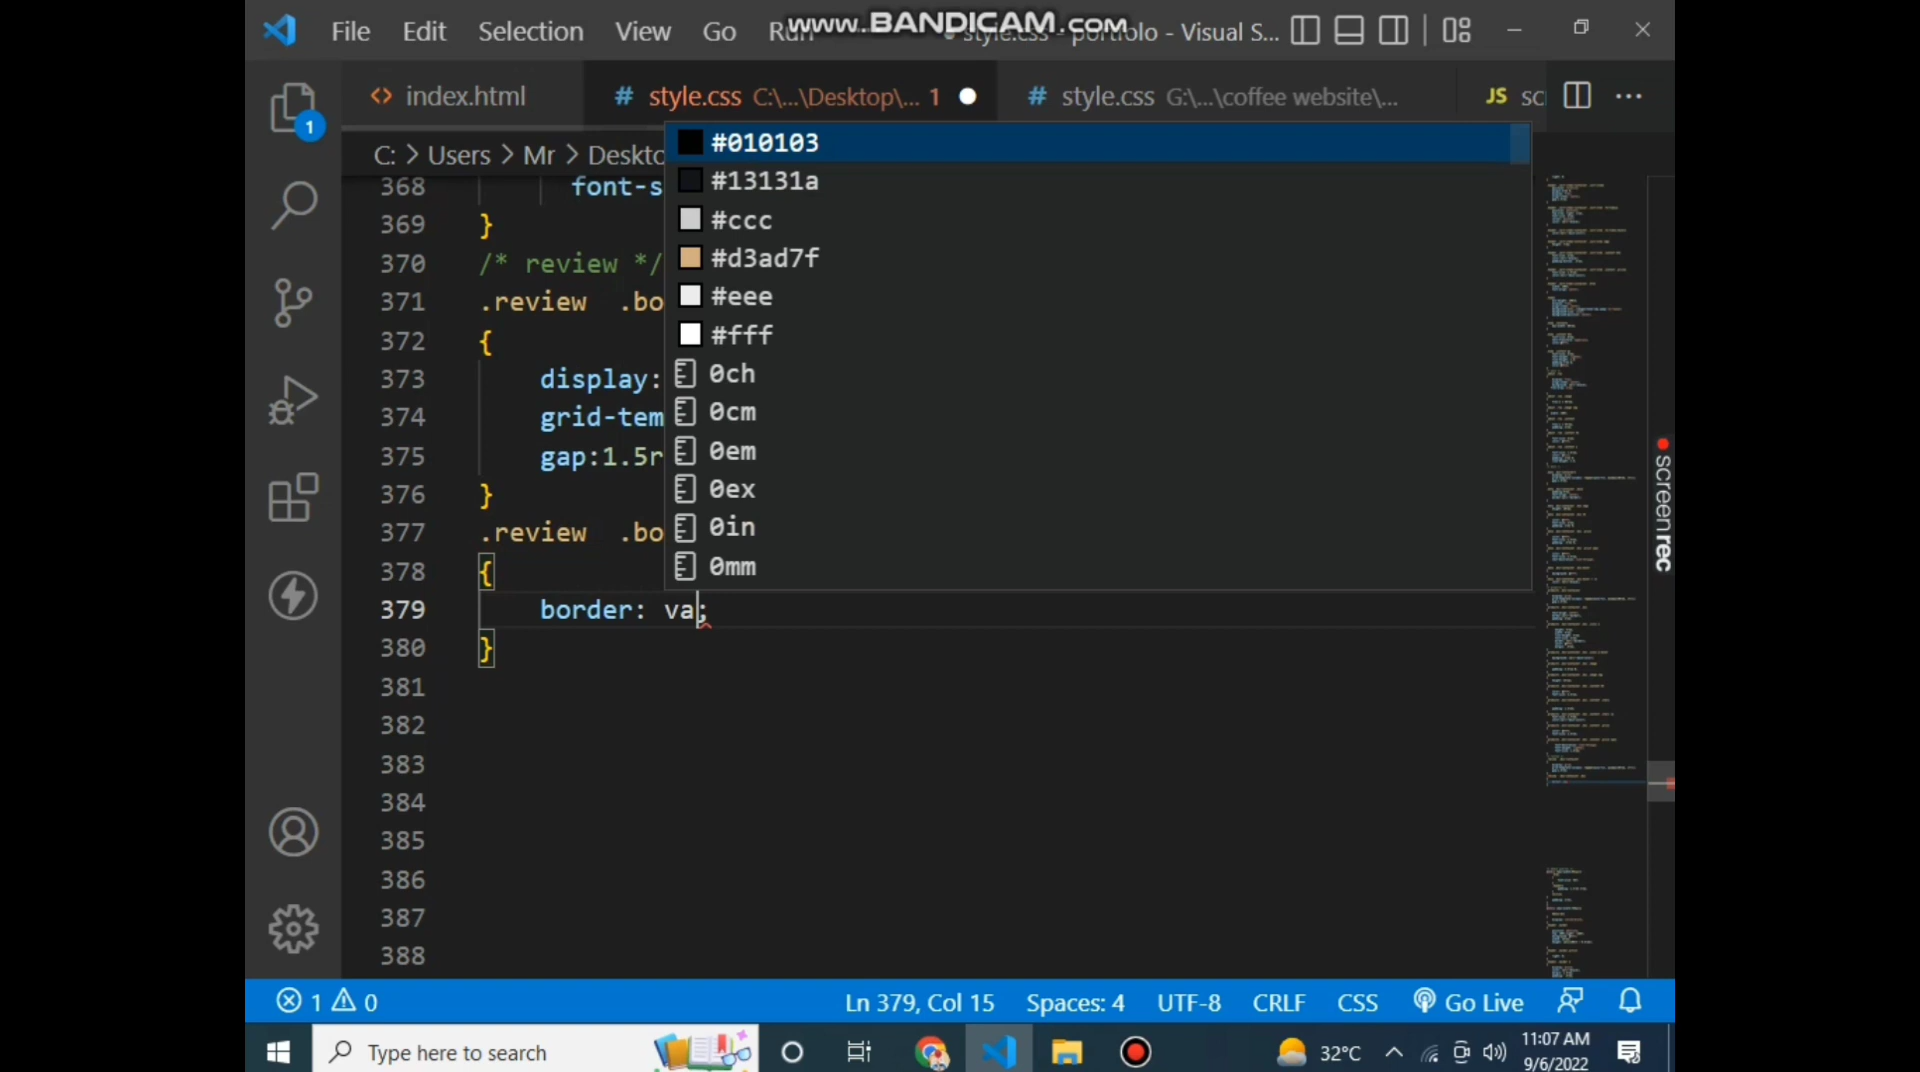 File Edit Selection View Go Run style.css - portfolo - Visual S...
www.BANDICAM.com
index.html # style.css C:\...\Desktop\... 1 # style.css G:\...\coffee website\... JS sc
C: > Users > Mr > Deskto
1
368 font-s
369 }
370 /* review */
371 .review .bo
372 {
373 display:
374 grid-tem
375 gap:1.5r
376 }
377 .review .bo
378 {
379 border: va;
380 }
381
382
383
384
385
386
387
388
#010103
#13131a
#ccc
#d3ad7f
#eee
#fff
0ch
0cm
0em
0ex
0in
0mm
screenrec
1 0 Ln 379, Col 15 Spaces: 4 UTF-8 CRLF CSS Go Live
Type here to search 32°C 11:07 AM
9/6/2022